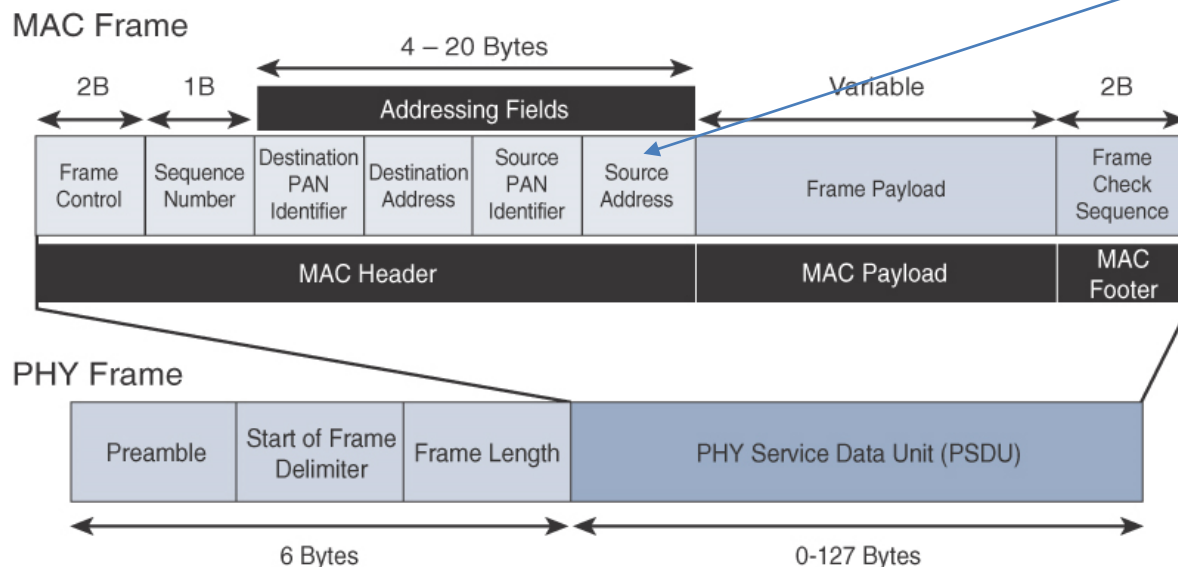 MAC Frame
4 – 20 Bytes
2B
1B
Addressing Fields
Variable
2B
Frame
Control
Sequence
Number
Destination
PAN
Identifier
Destination
Address
Source
PAN
Identifier
Source
Address
Frame Payload
Frame
Check
Sequence
MAC Header
MAC Payload
MAC
Footer
PHY Frame
Preamble
Start of Frame
Delimiter
Frame Length
PHY Service Data Unit (PSDU)
6 Bytes
0-127 Bytes